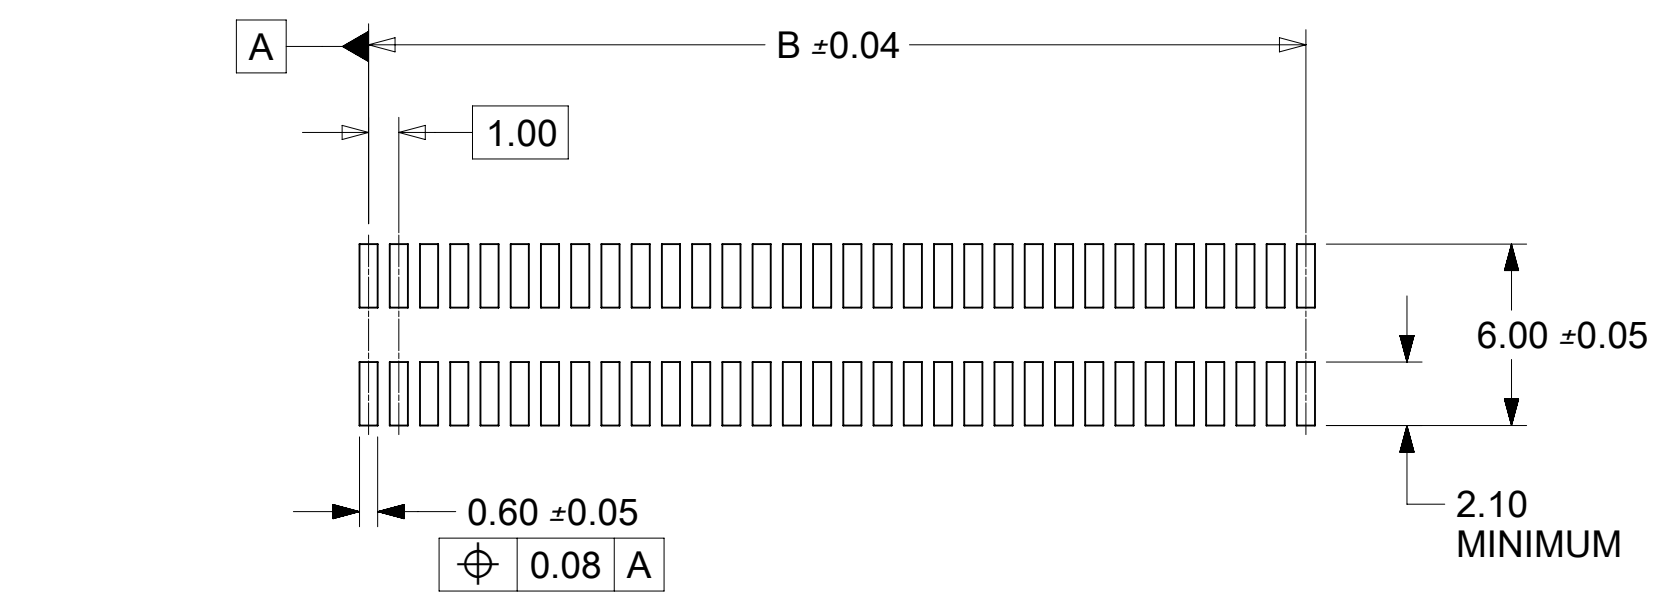 A
B ±0.04
1.00
6.00 ±0.05
2.10
MINIMUM
0.60 ±0.05
⌖ 0.08 A